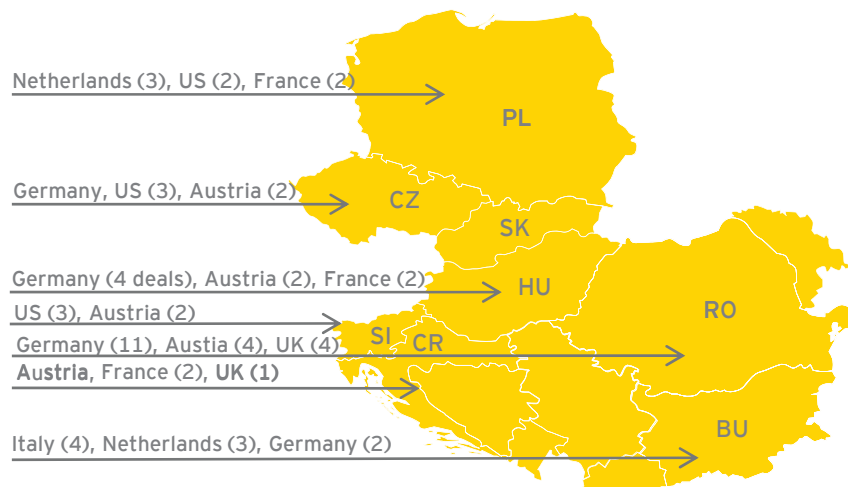 Netherlands (3), US (2), France (2)
PL
Germany, US (3), Austria (2)
CZ
SK
Germany (4 deals), Austria (2), France (2)
HU
US (3), Austria (2)
RO
SI
CR
Germany (11), Austia (4), UK (4)
Austria, France (2), UK (1)
BU
Italy (4), Netherlands (3), Germany (2)